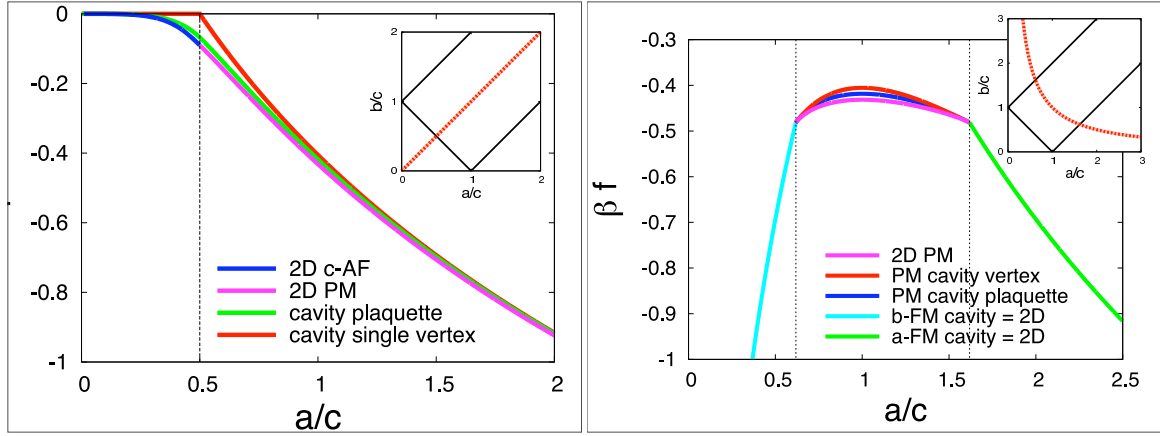 0
-0.2
-0.4
-0.6
-0.8
-1
0
0.5
1
1.5
2
a/c
2D c-AF
2D PM
cavity plaquette
cavity single vertex
2
1
0
0
1
2
b/c
a/c
-0.3
-0.4
-0.5
-0.6
-0.7
-0.8
-0.9
-1
0
0.5
1
1.5
2
2.5
β f
a/c
2D PM
PM cavity vertex
PM cavity plaquette
b-FM cavity = 2D
a-FM cavity = 2D
3
2
1
0
0
1
2
3
b/c
a/c